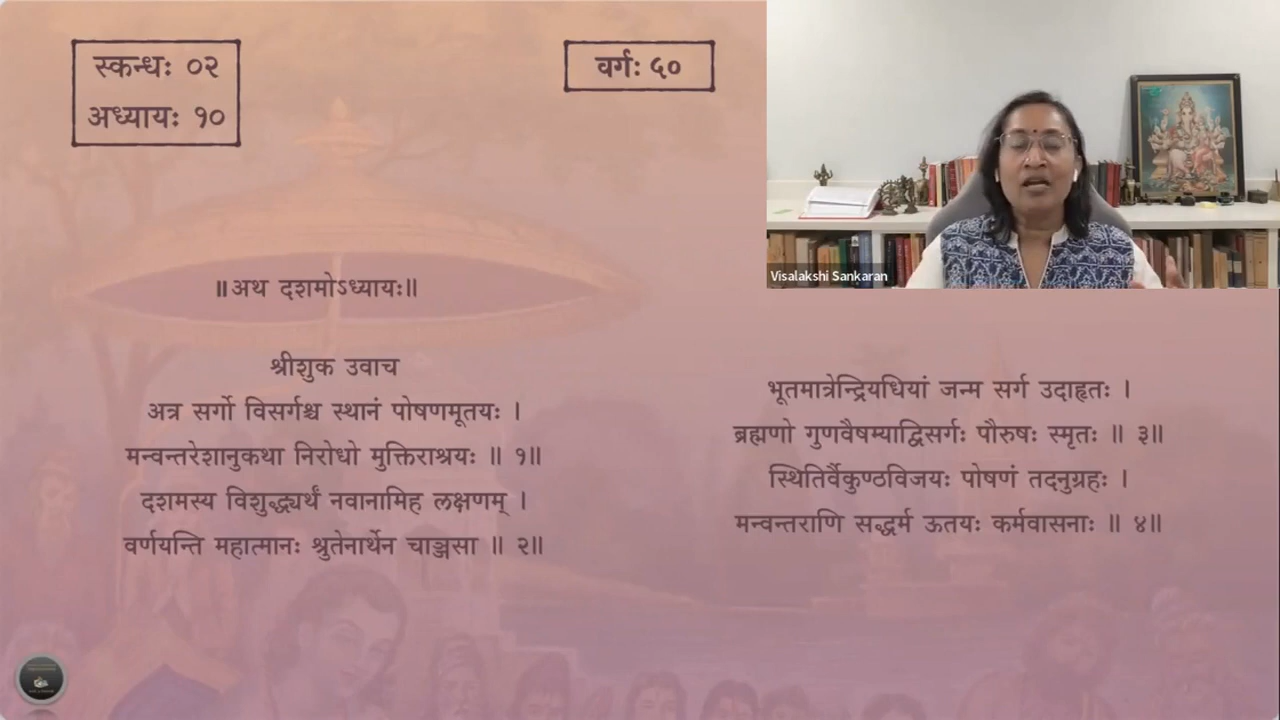 स्कन्धः ०२
अध्यायः १०
वर्गः ५०
॥अथ दशमोऽध्यायः॥
श्रीशुक उवाच
अत्र सर्गो विसर्गश्च स्थानं पोषणमूतयः ।
मन्वन्तरेशानुकथा निरोधो मुक्तिराश्रयः ॥ १॥
दशमस्य विशुद्ध्यर्थं नवानामिह लक्षणम् ।
वर्णयन्ति महात्मानः श्रुतेनार्थेन चाञ्जसा ॥ २॥
भूतमात्रेन्द्रियधियां जन्म सर्ग उदाहृतः ।
ब्रह्मणो गुणवैषम्याद्विसर्गः पौरुषः स्मृतः ॥ ३॥
स्थितिर्वैकुण्ठविजयः पोषणं तदनुग्रहः ।
मन्वन्तराणि सद्धर्म ऊतयः कर्मवासनाः ॥ ४॥
Visalakshi Sankaran